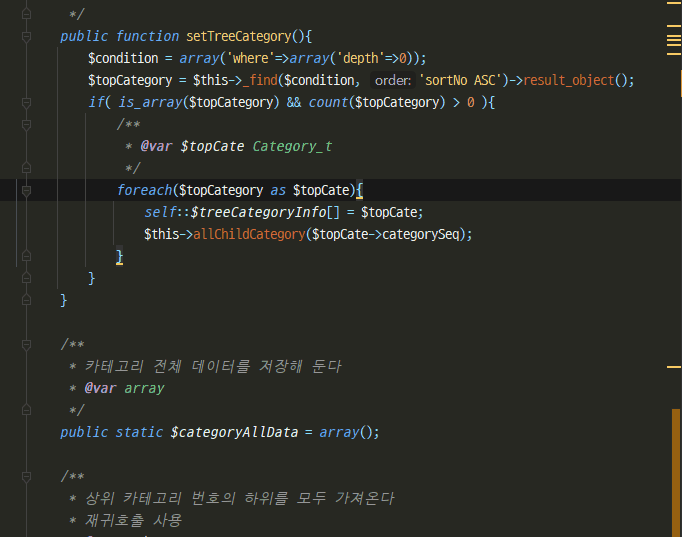 */
public function setTreeCategory(){
$condition = array('where'=>array('depth'=>0));
$topCategory = $this->_find($condition, order: 'sortNo ASC')->result_object();
if( is_array($topCategory) && count($topCategory) > 0 ){
/**
* @var $topCate Category_t
*/
foreach($topCategory as $topCate){
self::$treeCategoryInfo[] = $topCate;
$this->allChildCategory($topCate->categorySeq);
}
}
}
/**
* 카테고리 전체 데이터를 저장해 둔다
* @var array
*/
public static $categoryAllData = array();
/**
* 상위 카테고리 번호의 하위를 모두 가져온다
* 재귀호출 사용